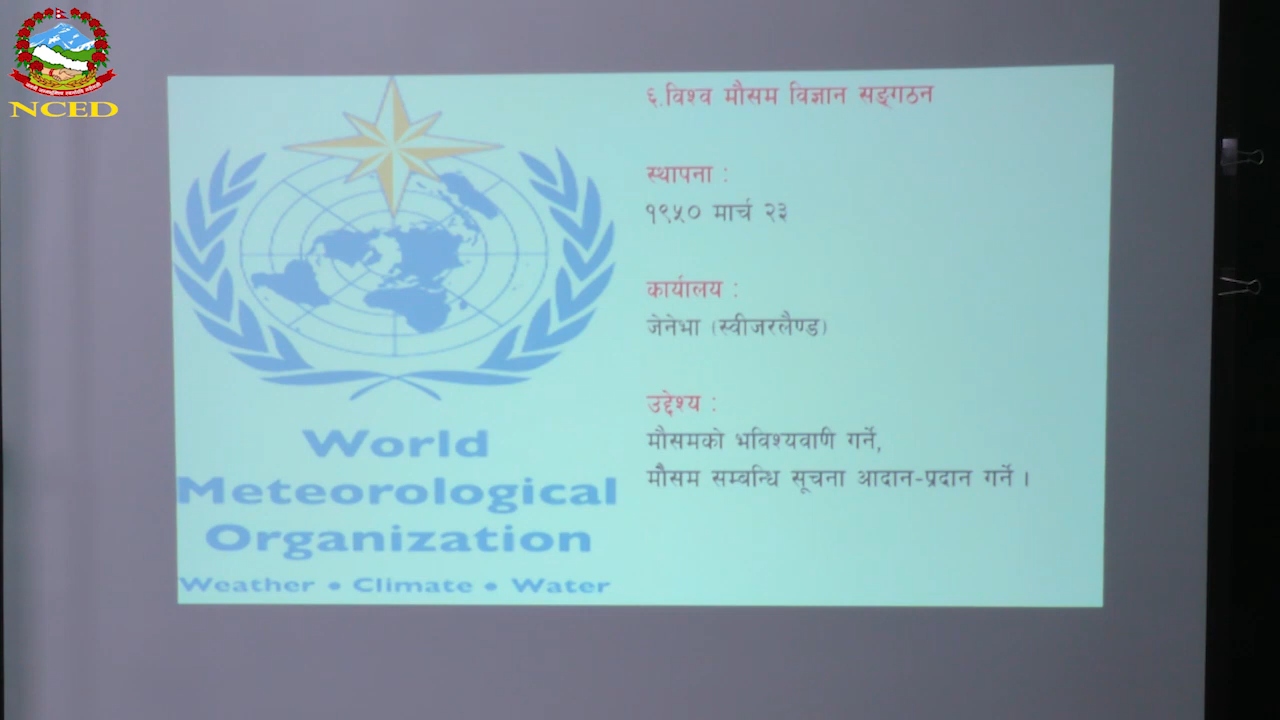 NCED
६.विश्व मौसम विज्ञान सङ्गठन
स्थापना :
१९५० मार्च २३
कार्यालय :
जेनेभा (स्वीजरलैण्ड)
उद्देश्य :
मौसमको भविश्यवाणि गर्ने,
मौसम सम्बन्धि सूचना आदान-प्रदान गर्ने ।
World
Meteorological
Organization
Weather • Climate • Water